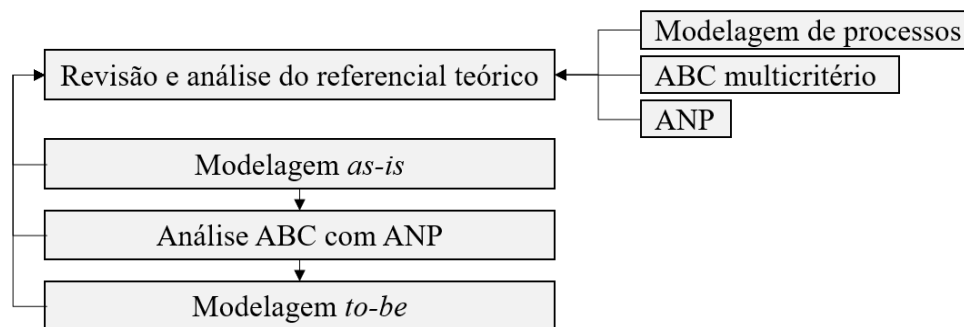 Modelagem de processos
Revisão e análise do referencial teórico
ABC multicritério
ANP
Modelagem as-is
Análise ABC com ANP
Modelagem to-be